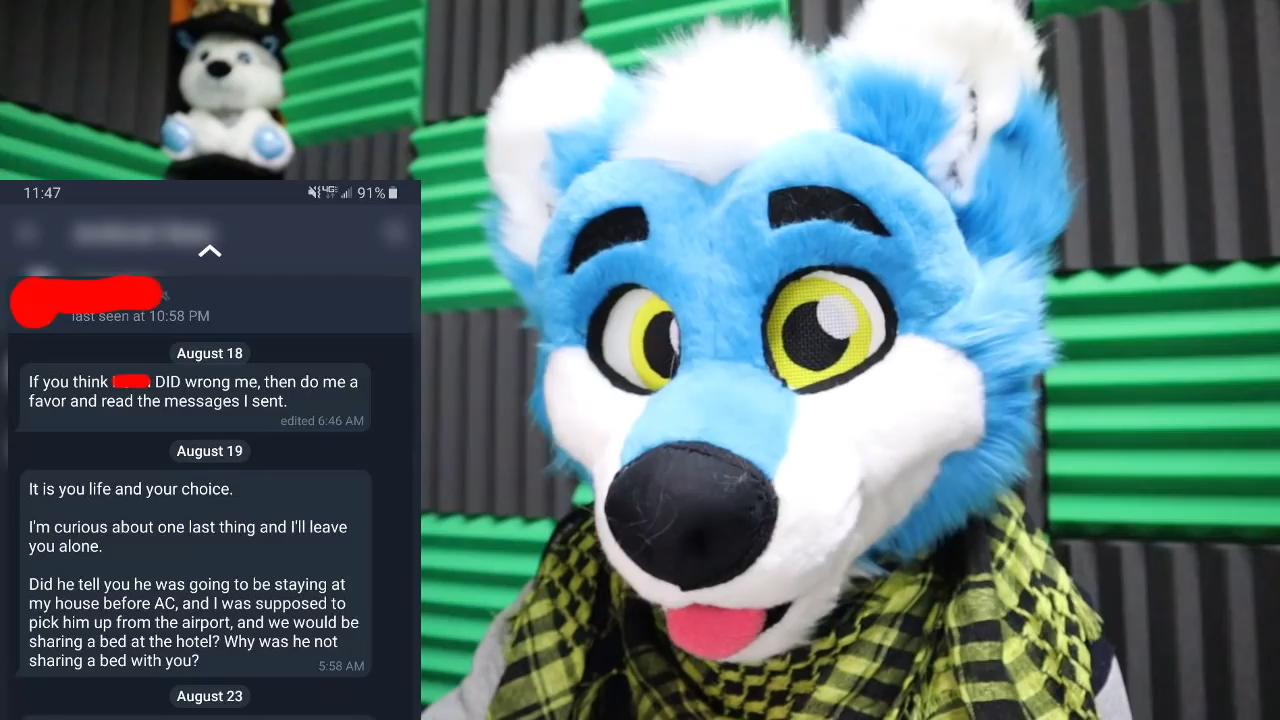 11:47
4G 91%
last seen at 10:58 PM
August 18
If you think DID wrong me, then do me a
favor and read the messages I sent.
edited 6:46 AM
August 19
It is you life and your choice.
I'm curious about one last thing and I'll leave
you alone.
Did he tell you he was going to be staying at
my house before AC, and I was supposed to
pick him up from the airport, and we would be
sharing a bed at the hotel? Why was he not
sharing a bed with you?
5:58 AM
August 23